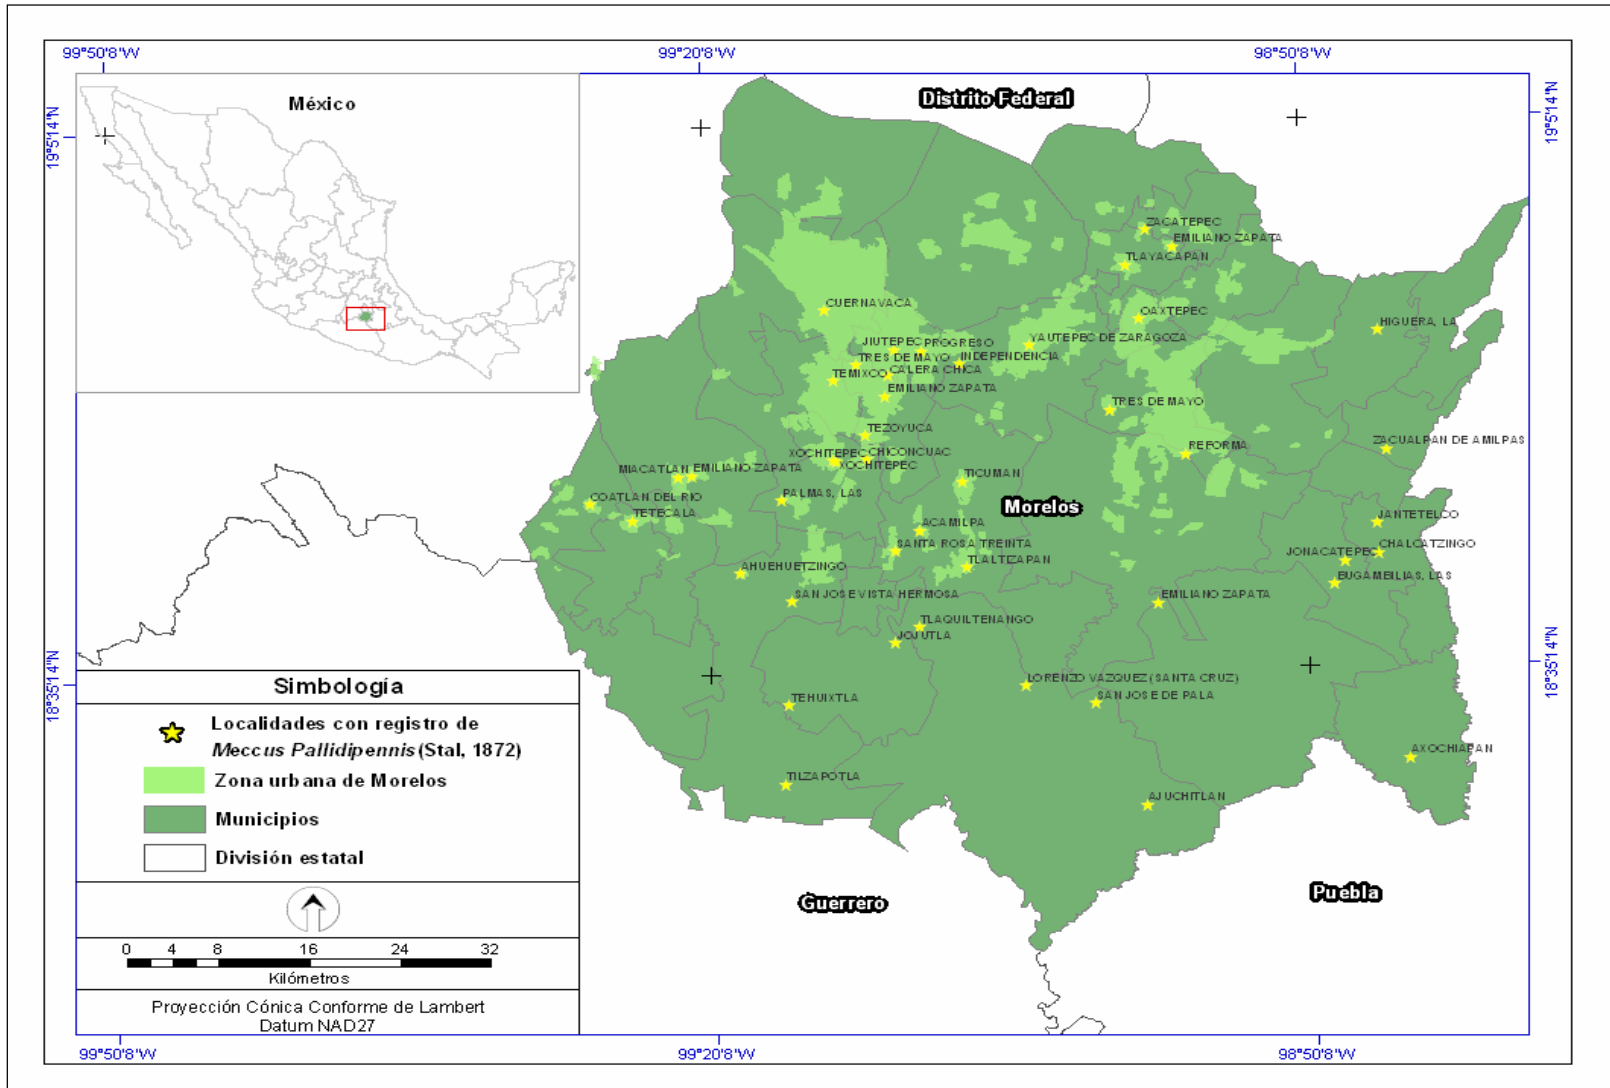 99°50'8"W
99°20'8"W
98°50'8"W
19°5'14"N
19°5'14"N
México
Distrito Federal
ZACATEPEC
EMILIANO ZAPATA
TLAYACAPAN
CUERNAVACA
OAXTEPEC
HIGUERA, LA
JIUTEPEC
PROGRESO
YAUTEPEC DE ZARAGOZA
TRES DE MAYO
INDEPENDENCIA
TEMIXCO
CALERA CHICA
EMILIANO ZAPATA
TRES DE MAYO
TEZOYUCA
REFORMA
ZACUALPAN DE AMILPAS
XOCHITEPEC
CHICONCUAC
XOCHITEPEC
MIACATLAN
EMILIANO ZAPATA
TICUMAN
COATLAN DEL RIO
PALMAS, LAS
Morelos
TETECALA
ACAMILPA
JANTETELCO
SANTA ROSA TREINTA
JONACATEPEC
CHALCATZINGO
TLALTIZAPAN
AHUEHUETZINGO
BUGAMBILIAS, LAS
SAN JOSE VISTA HERMOSA
EMILIANO ZAPATA
TLAQUILTENANGO
JOJUTLA
18°35'14"N
18°35'14"N
LORENZO VAZQUEZ (SANTA CRUZ)
TEHUIXTLA
SAN JOSE DE PALA
AXOCHIAPAN
TILZAPOTLA
AJUCHITLAN
Guerrero
Puebla
Simbología
Localidades con registro de
Meccus Pallidipennis (Stal, 1872)
Zona urbana de Morelos
Municipios
División estatal
0 4 8 16 24 32
Kilómetros
Proyección Cónica Conforme de Lambert
Datum NAD27
99°50'8"W
99°20'8"W
98°50'8"W